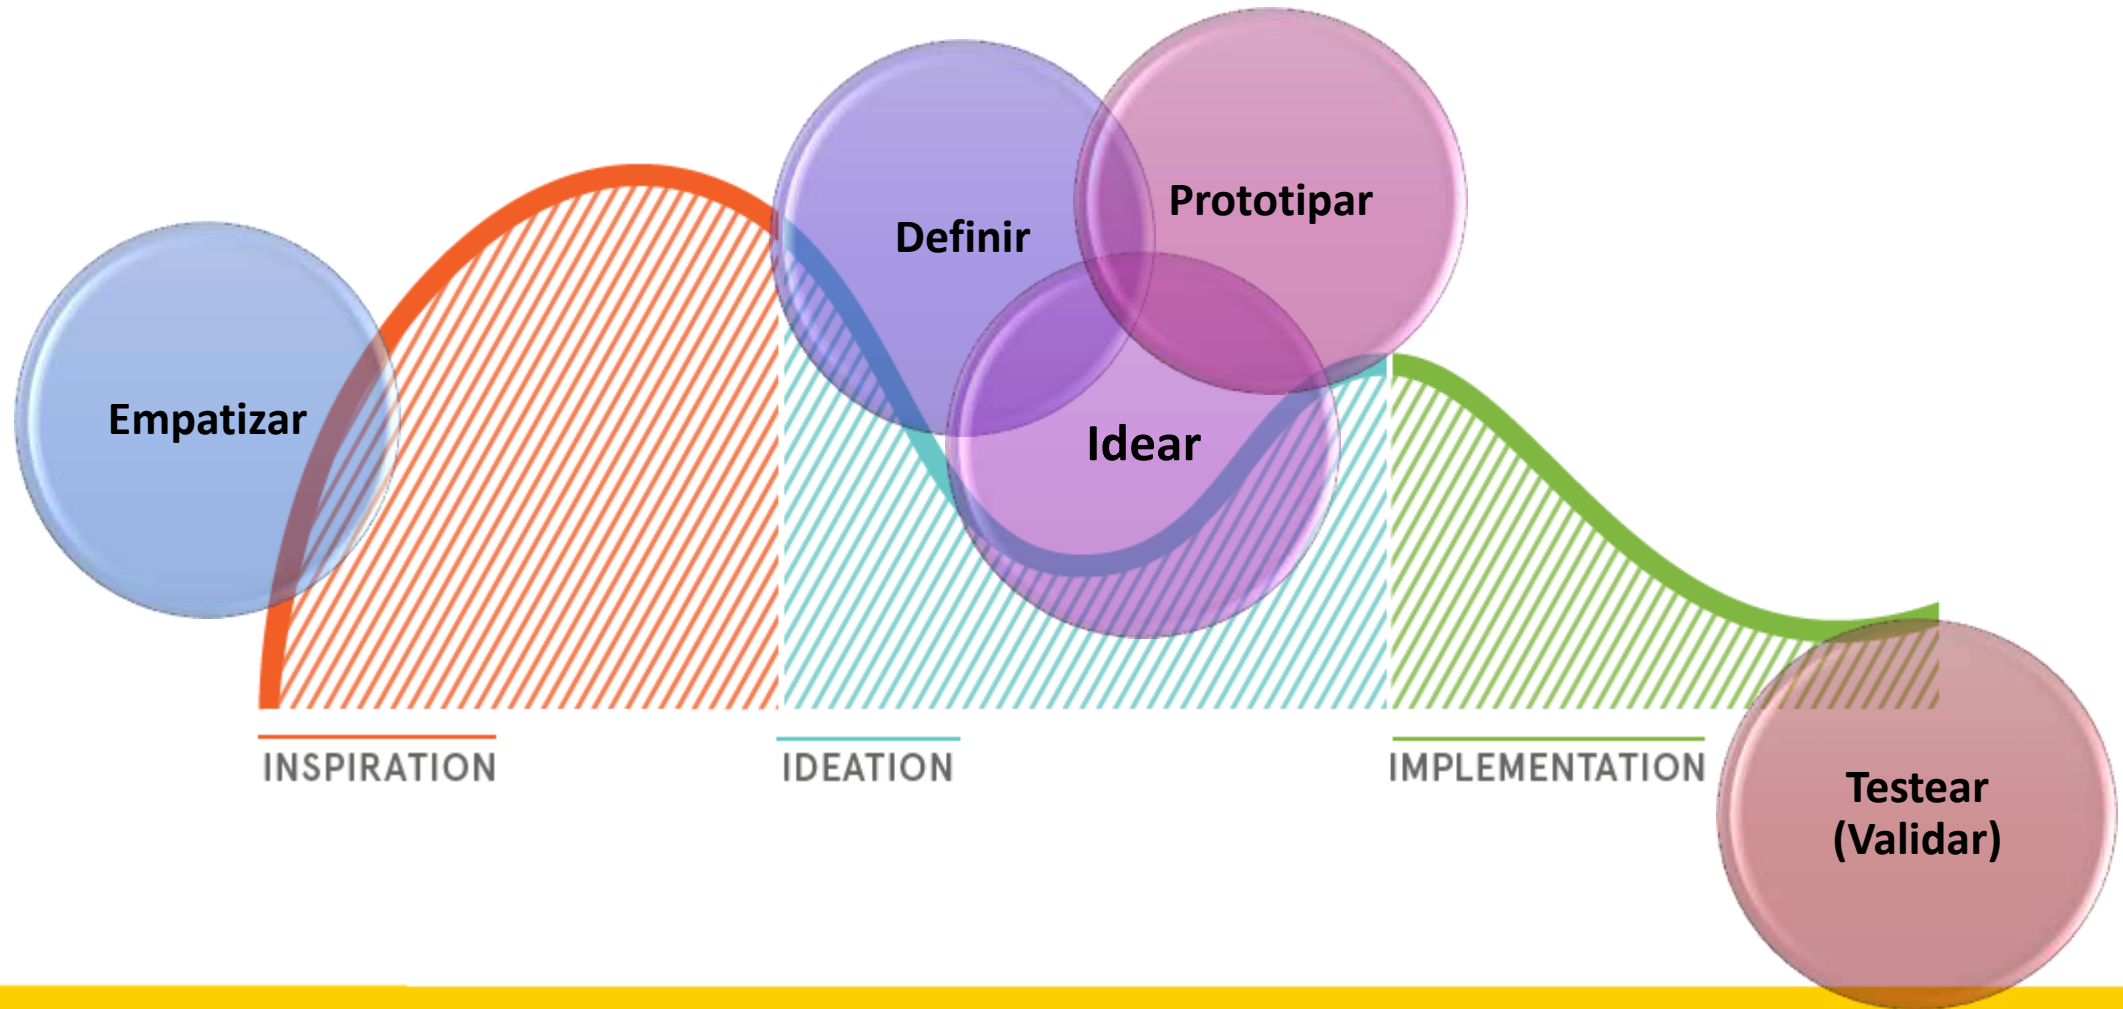 Prototipar
Definir
Empatizar
Idear
INSPIRATION
IDEATION
IMPLEMENTATION
Testear
(Validar)